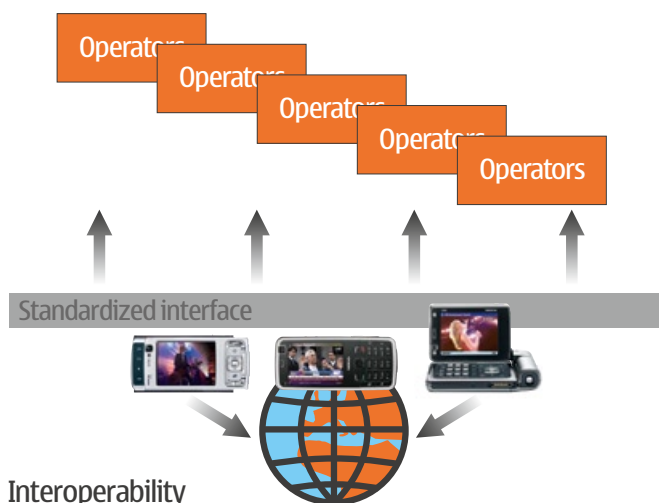 Operators
Operators
Operators
Operators
Operators
Standardized interface
Interoperability